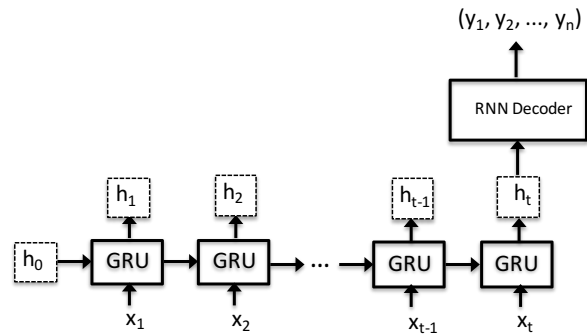 (y₁, y₂, ..., yₙ)
RNN Decoder
h₁ h₂ hₜ₋₁ hₜ
h₀ GRU GRU ... GRU GRU
x₁ x₂ xₜ₋₁ xₜ